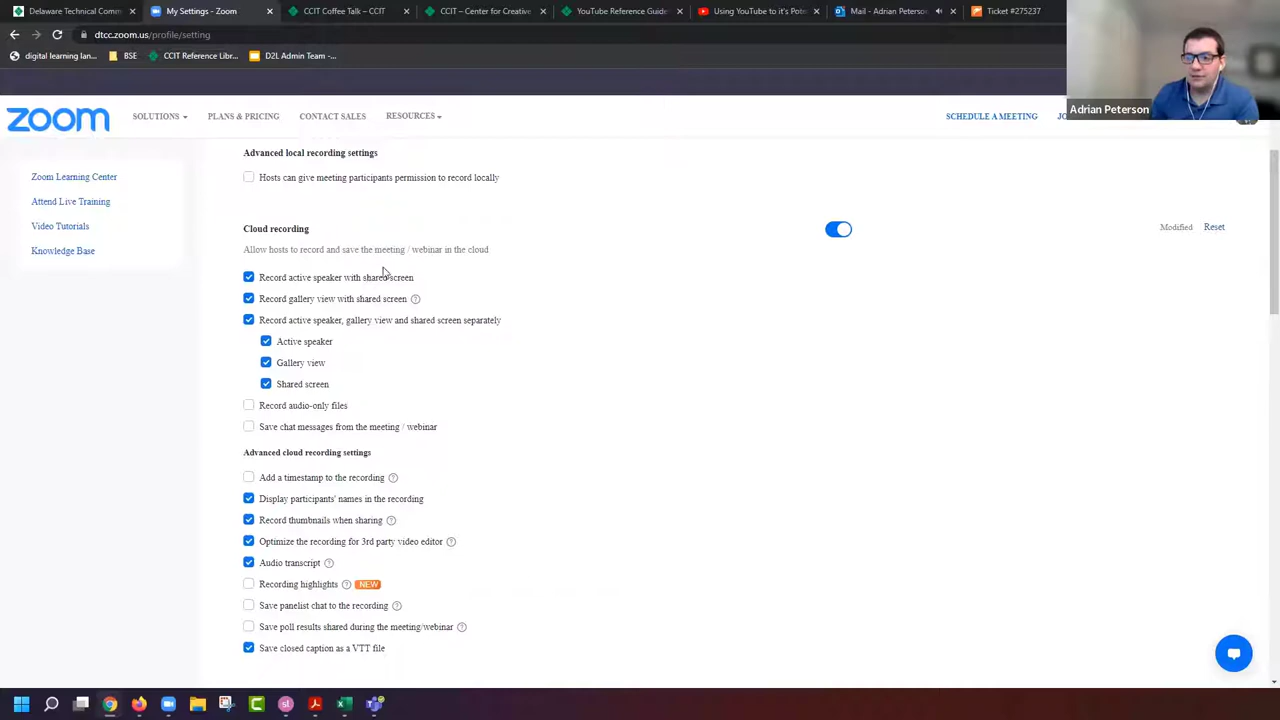 Delaware Technical Comm
My Settings - Zoom
CCIT Coffee Talk – CCIT
CCIT – Center for Creative
YouTube Reference Guide
Using YouTube to it's Poten
Mail - Adrian Peterson
Ticket #275237
dtcc.zoom.us/profile/setting
digital learning lan...
BSE
CCIT Reference Libr...
D2L Admin Team -...
Adrian Peterson
zoom
SOLUTIONS
PLANS & PRICING
CONTACT SALES
RESOURCES
SCHEDULE A MEETING
Zoom Learning Center
Attend Live Training
Video Tutorials
Knowledge Base
Advanced local recording settings
Hosts can give meeting participants permission to record locally
Cloud recording
Modified Reset
Allow hosts to record and save the meeting / webinar in the cloud
Record active speaker with shared screen
Record gallery view with shared screen
Record active speaker, gallery view and shared screen separately
Active speaker
Gallery view
Shared screen
Record audio-only files
Save chat messages from the meeting / webinar
Advanced cloud recording settings
Add a timestamp to the recording
Display participants' names in the recording
Record thumbnails when sharing
Optimize the recording for 3rd party video editor
Audio transcript
Recording highlights NEW
Save panelist chat to the recording
Save poll results shared during the meeting/webinar
Save closed caption as a VTT file